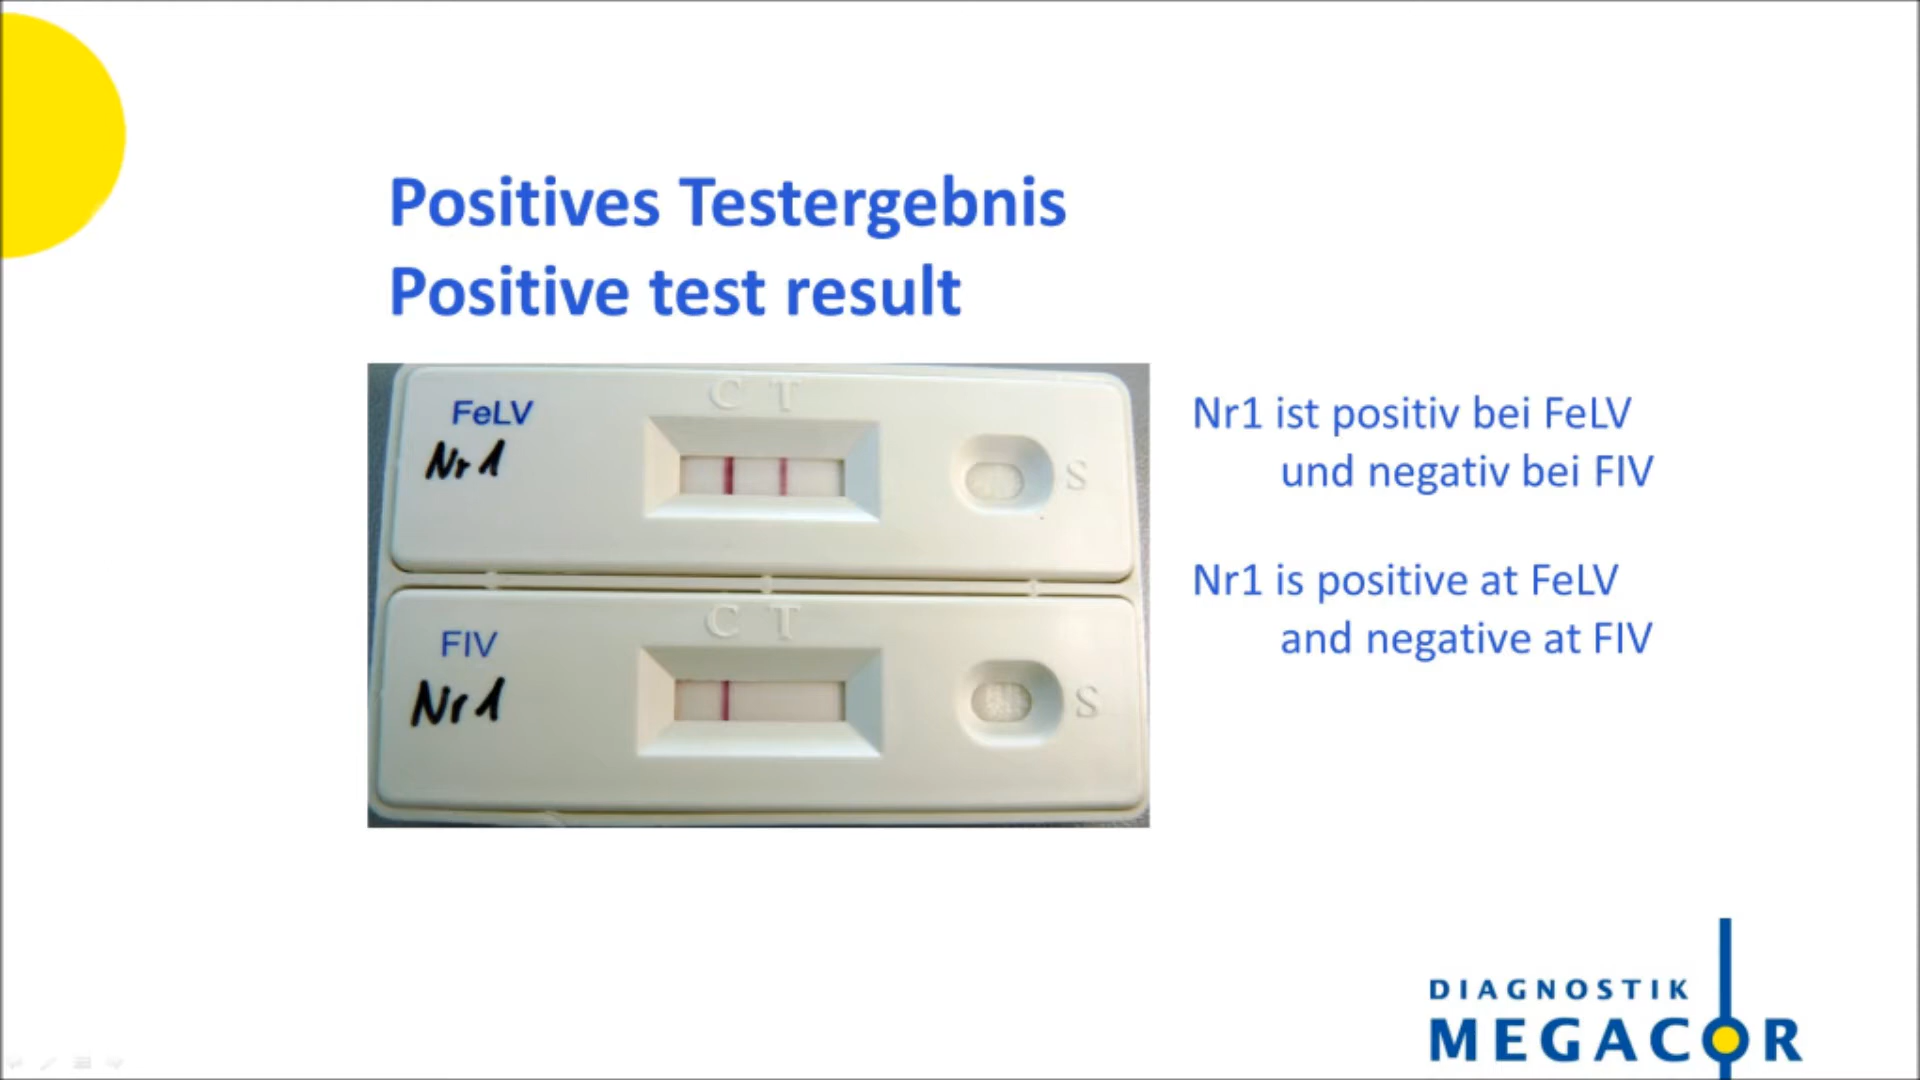 Positives Testergebnis
Positive test result
C T
FeLV
Nr 1
S
C T
FIV
Nr 1
S
Nr1 ist positiv bei FeLV
und negativ bei FIV
Nr1 is positive at FeLV
and negative at FIV
DIAGNOSTIK
MEGACOR